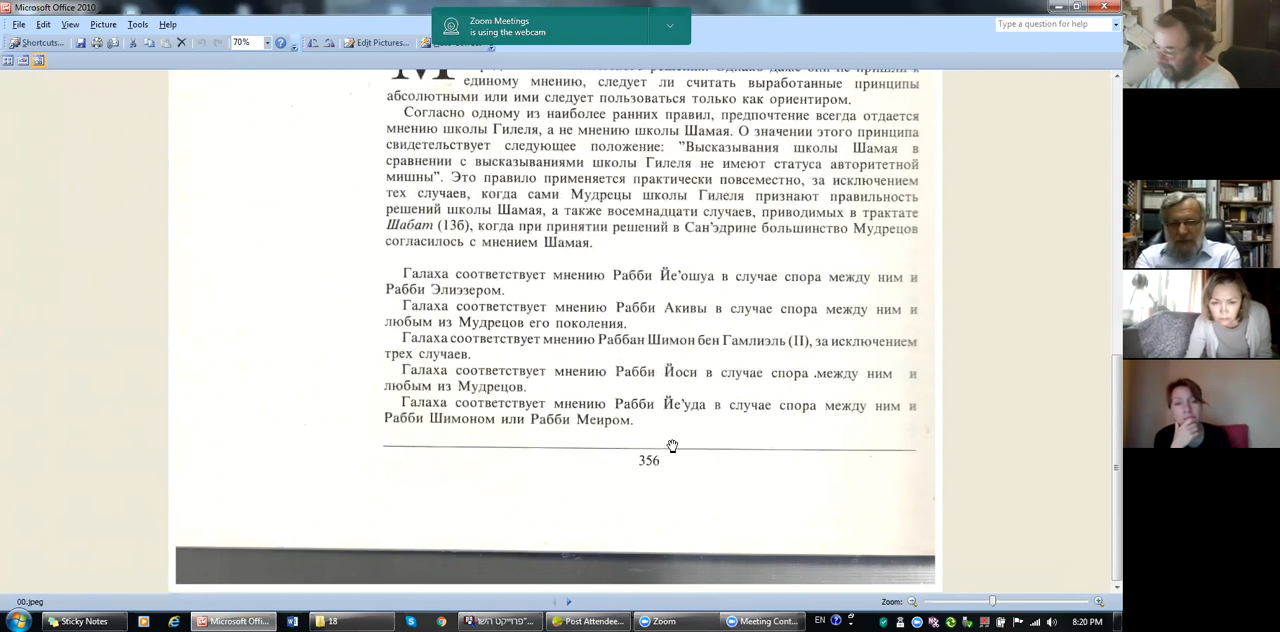 Microsoft Office 2010
File Edit View Picture Tools Help
Type a question for help
Shortcuts... 70% Edit Pictures...
Zoom Meetings
is using the webcam
единому мнению, следует ли считать выработанные принципы
абсолютными или ими следует пользоваться только как ориентиром.
Согласно одному из наиболее ранних правил, предпочтение всегда отдается
мнению школы Гилеля, а не мнению школы Шамая. О значении этого принципа
свидетельствует следующее положение: "Высказывания школы Шамая в
сравнении с высказываниями школы Гилеля не имеют статуса авторитетной
мишны". Это правило применяется практически повсеместно, за исключением
тех случаев, когда сами Мудрецы школы Гилеля признают правильность
решений школы Шамая, а также восемнадцати случаев, приводимых в трактате
Шабат (13б), когда при принятии решений в Сан'эдрине большинство Мудрецов
согласилось с мнением Шамая.
Галаха соответствует мнению Рабби Йе'ошуа в случае спора между ним и
Рабби Элиэзером.
Галаха соответствует мнению Рабби Акивы в случае спора между ним и
любым из Мудрецов его поколения.
Галаха соответствует мнению Раббан Шимон бен Гамлиэль (II), за исключением
трех случаев.
Галаха соответствует мнению Рабби Йоси в случае спора .между ним и
любым из Мудрецов.
Галаха соответствует мнению Рабби Йе'уда в случае спора между ним и
Рабби Шимоном или Рабби Меиром.
356
00.jpeg
Zoom:
Sticky Notes Microsoft Offic... 18 Post Attendee... Zoom Meeting Cont... EN 8:20 PM